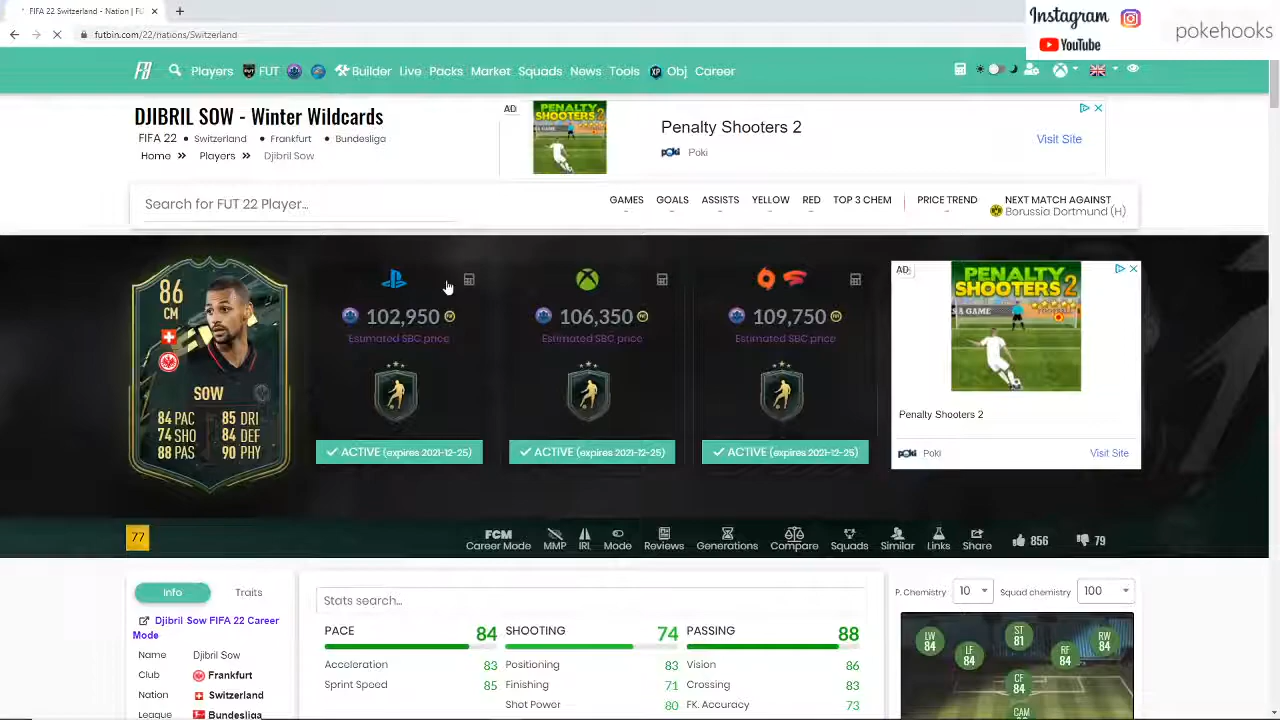 FIFA 22 Switzerland - Nation | FU
futbin.com/22/nations/Switzerland
Instagram
YouTube
pokehooks
Players FUT Builder Live Packs Market Squads News Tools XP Obj Career
DJIBRIL SOW - Winter Wildcards
FIFA 22 • Switzerland • Frankfurt • Bundesliga
Home » Players » Djibril Sow
AD
PENALTY SHOOTERS 2
Penalty Shooters 2
Poki
Visit Site
Search for FUT 22 Player...
GAMES GOALS ASSISTS YELLOW RED TOP 3 CHEM PRICE TREND NEXT MATCH AGAINST
- - - - - - - Borussia Dortmund (H)
86
CM
SOW
84 PAC 85 DRI
74 SHO 84 DEF
88 PAS 90 PHY
102,950 106,350 109,750
Estimated SBC price Estimated SBC price Estimated SBC price
ACTIVE (expires 2021-12-25) ACTIVE (expires 2021-12-25) ACTIVE (expires 2021-12-25)
AD
PENALTY SHOOTERS 2
Penalty Shooters 2
Poki Visit Site
77
FCM
Career Mode MMP IRL Mode Reviews Generations Compare Squads Similar Links Share 856 79
Info Traits
Djibril Sow FIFA 22 Career Mode
Name Djibril Sow
Club Frankfurt
Nation Switzerland
League Bundesliga
Stats search...
PACE 84 SHOOTING 74 PASSING 88
Acceleration 83 Positioning 83 Vision 86
Sprint Speed 85 Finishing 71 Crossing 83
Shot Power 80 FK. Accuracy 73
P. Chemistry 10 Squad chemistry 100
LW 84
LF 84
ST 81
RF 84
RW 84
CF 84
CAM